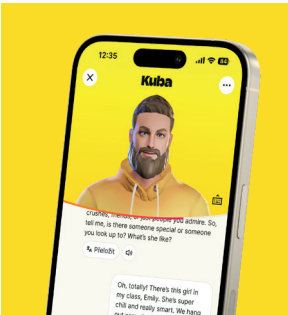 12:35
84
Kuba
crushes, friends, or just people you admire. So,
tell me, is there someone special or someone
you look up to? What's she like?
Přeložit
Oh, totally! There's this girl in
my class, Emily. She's super
chill and really smart. We hang